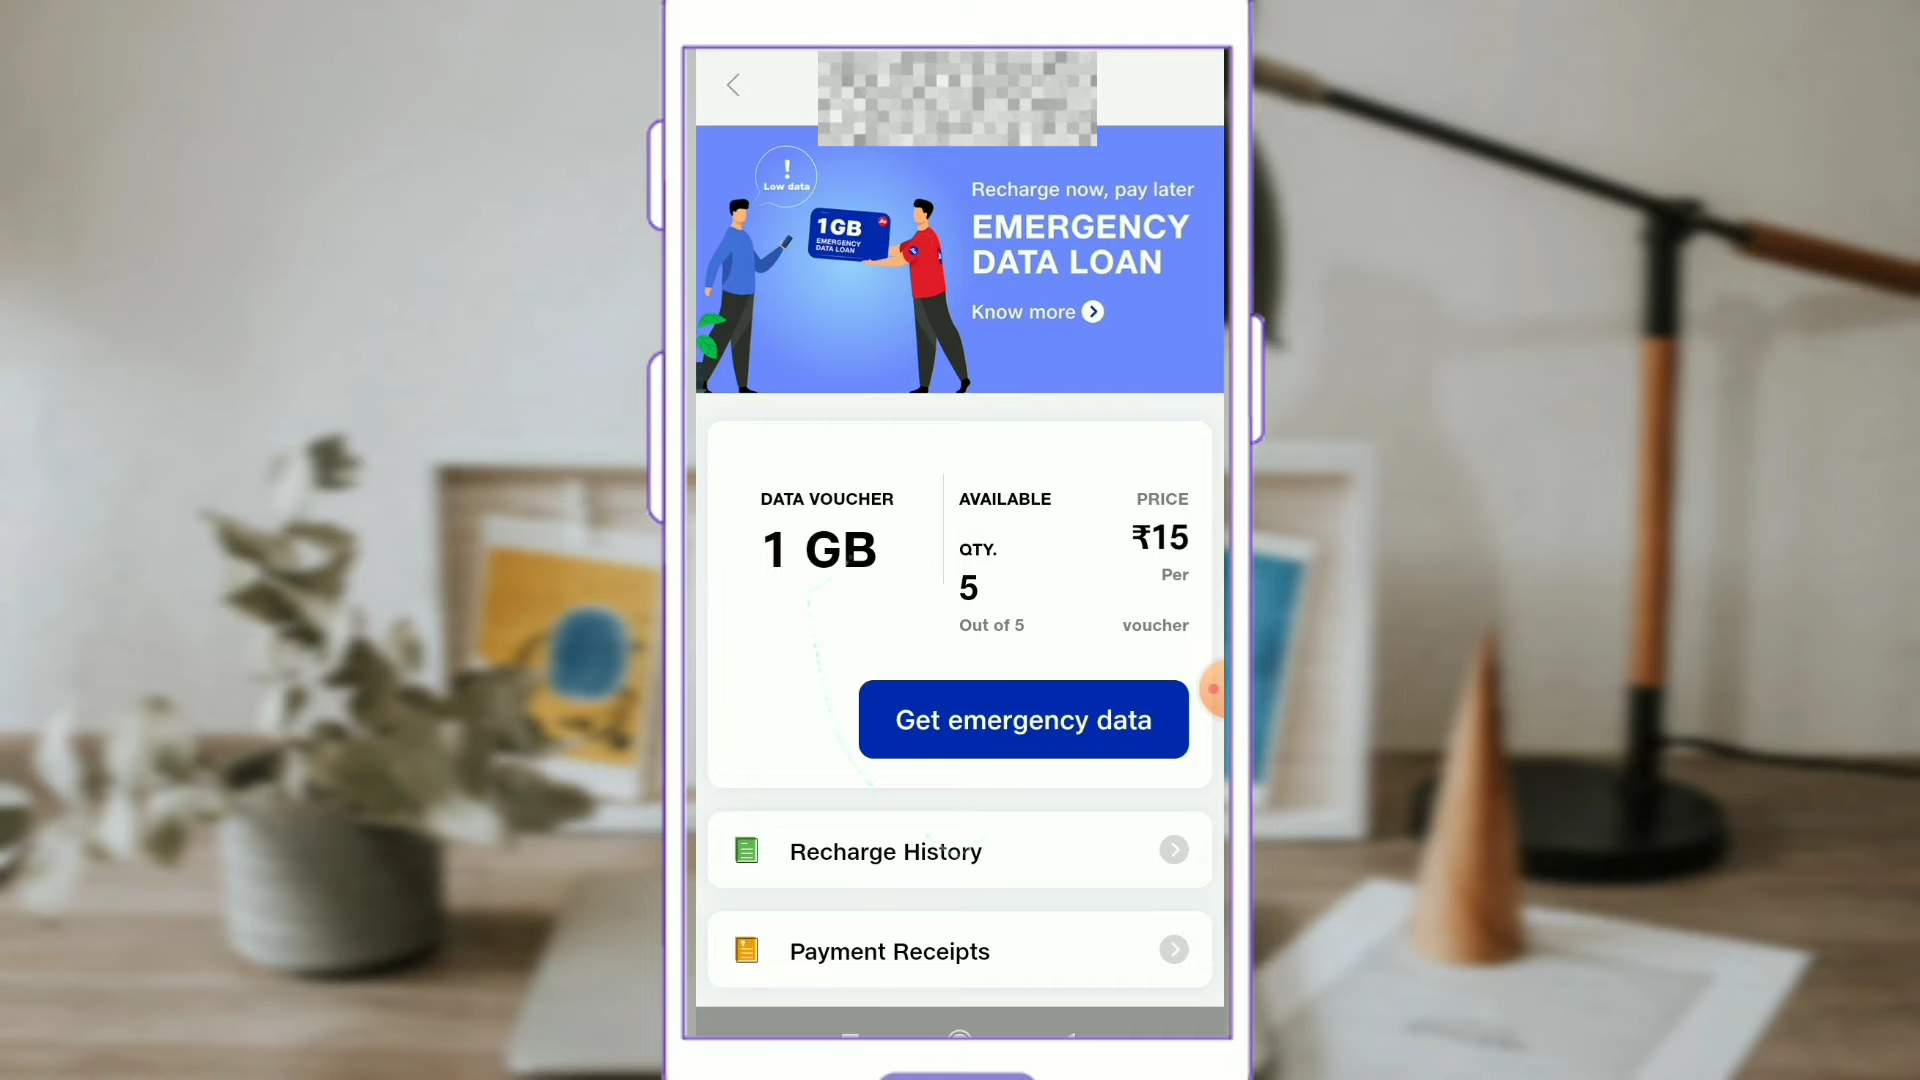 !
Low data
1GB
EMERGENCY
DATA LOAN
Recharge now, pay later
EMERGENCY
DATA LOAN
Know more
DATA VOUCHER
1 GB
AVAILABLE
QTY.
5
Out of 5
PRICE
₹15
Per
voucher
Get emergency data
Recharge History
Payment Receipts